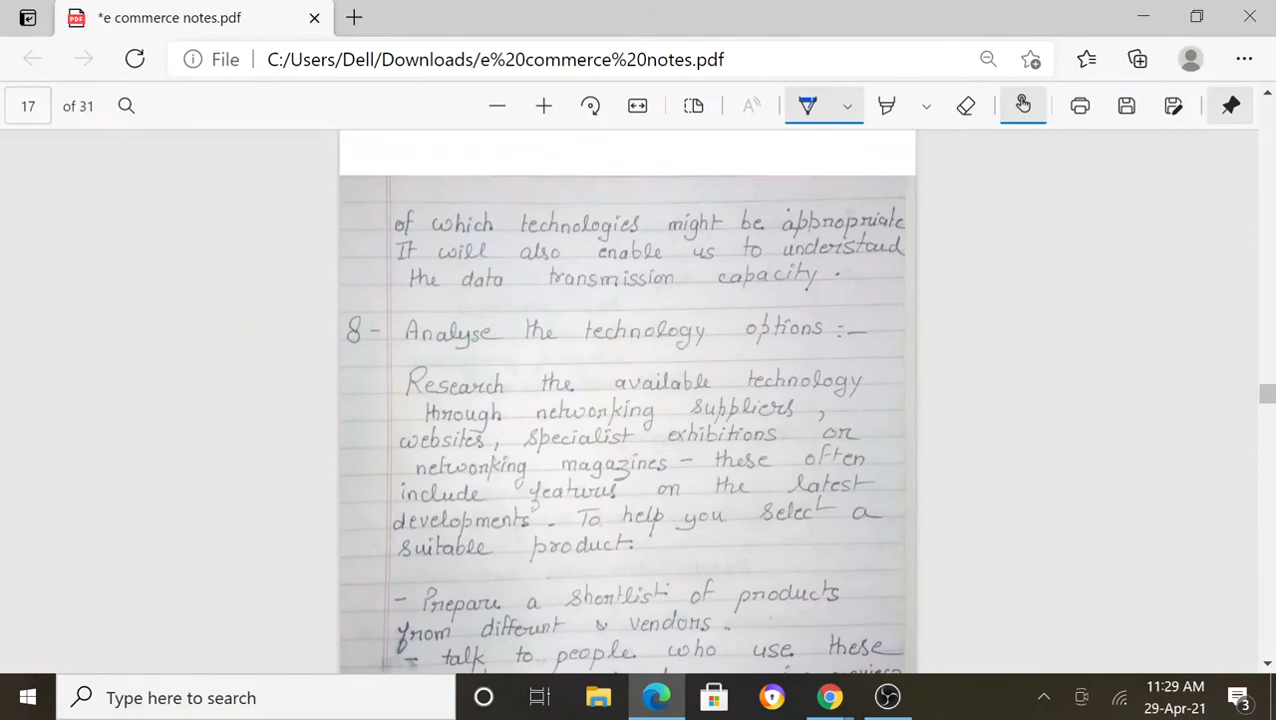 *e commerce notes.pdf
File C:/Users/Dell/Downloads/e%20commerce%20notes.pdf
17 of 31
of which technologies might be appropriate
It will also enable us to understand
the data transmission capacity.
8- Analyse the technology options :-
Research the available technology
through networking suppliers,
websites, specialist exhibitions or
networking magazines - these often
include features on the latest
developments. To help you select a
suitable product:
- Prepare a shortlist of products
from different vendors.
- talk to people who use these
Type here to search
11:29 AM
29-Apr-21
3